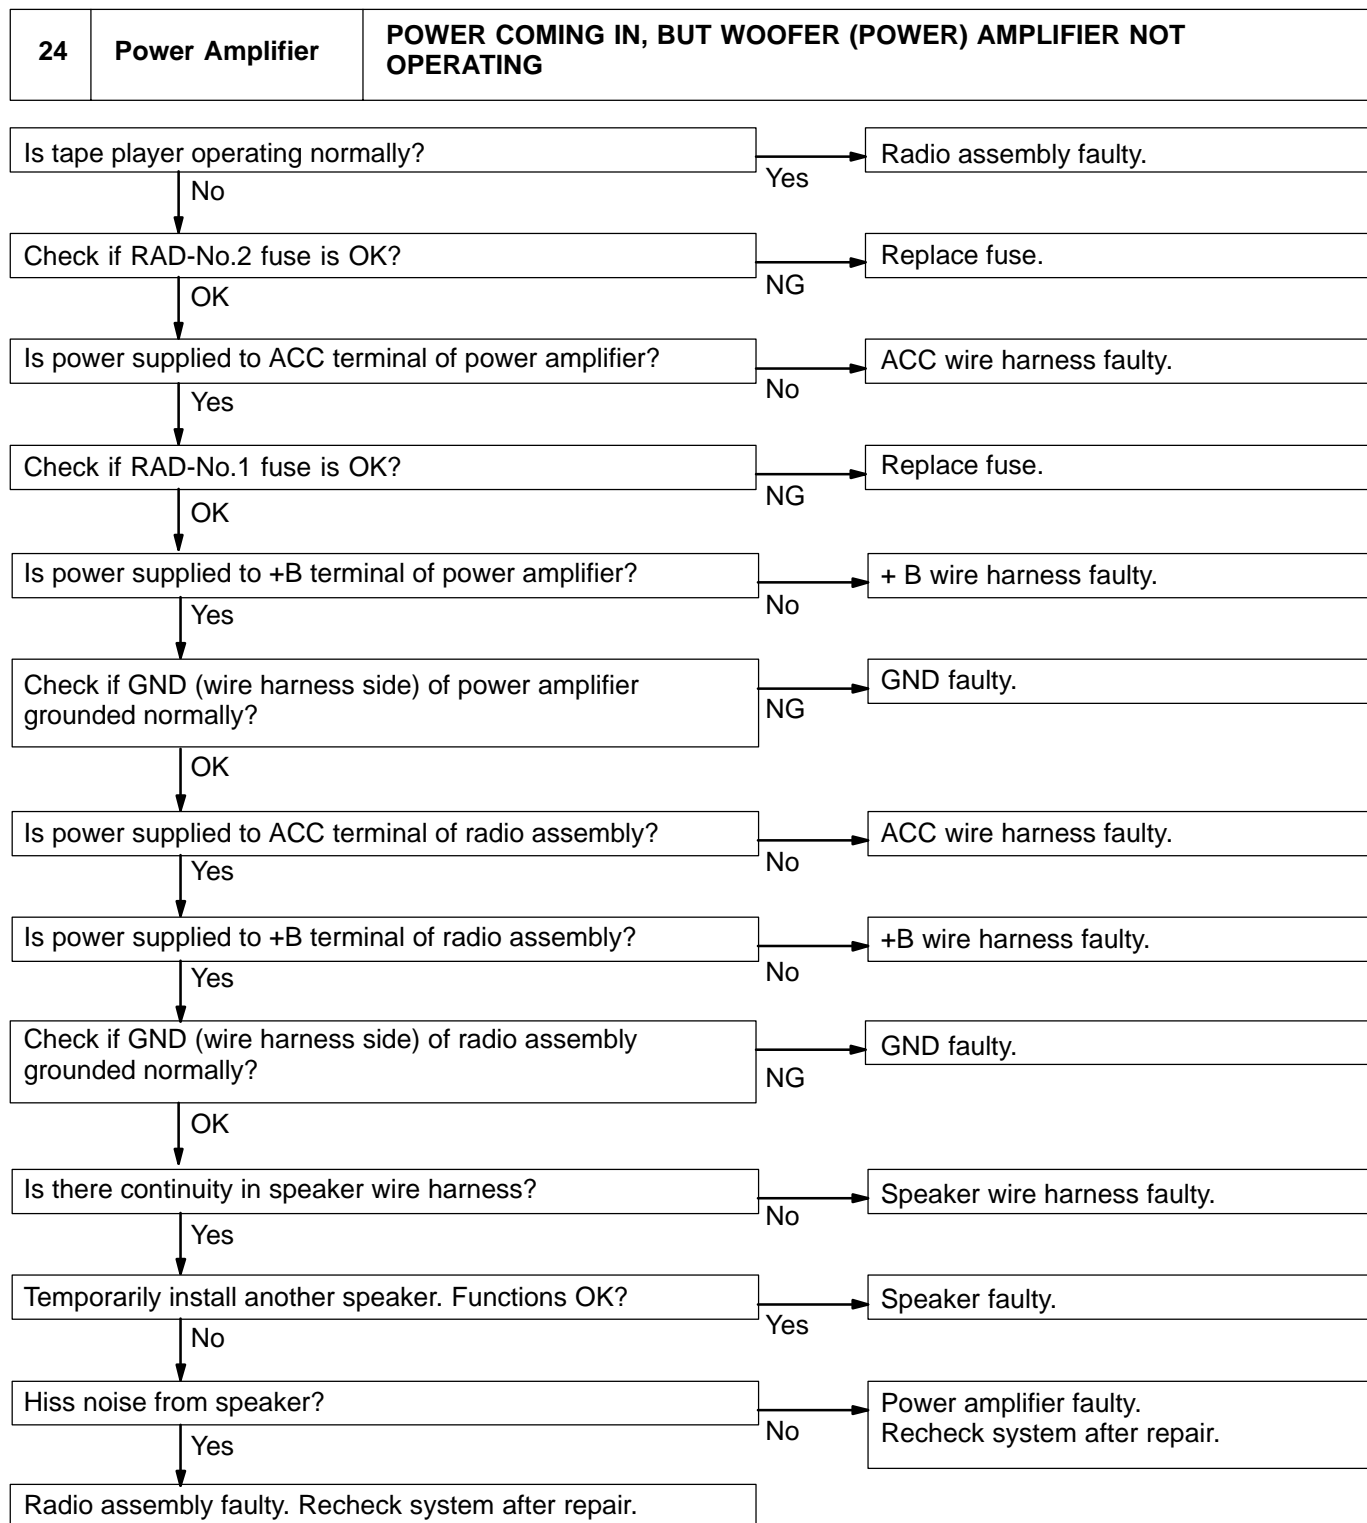 24
Power Amplifier
POWER COMING IN, BUT WOOFER (POWER) AMPLIFIER NOT
OPERATING
Is tape player operating normally?
Yes
Radio assembly faulty.
No
Check if RAD-No.2 fuse is OK?
NG
Replace fuse.
OK
Is power supplied to ACC terminal of power amplifier?
No
ACC wire harness faulty.
Yes
Check if RAD-No.1 fuse is OK?
NG
Replace fuse.
OK
Is power supplied to +B terminal of power amplifier?
No
+ B wire harness faulty.
Yes
Check if GND (wire harness side) of power amplifier
grounded normally?
NG
GND faulty.
OK
Is power supplied to ACC terminal of radio assembly?
No
ACC wire harness faulty.
Yes
Is power supplied to +B terminal of radio assembly?
No
+B wire harness faulty.
Yes
Check if GND (wire harness side) of radio assembly
grounded normally?
NG
GND faulty.
OK
Is there continuity in speaker wire harness?
No
Speaker wire harness faulty.
Yes
Temporarily install another speaker. Functions OK?
Yes
Speaker faulty.
No
Hiss noise from speaker?
No
Power amplifier faulty.
Recheck system after repair.
Yes
Radio assembly faulty. Recheck system after repair.